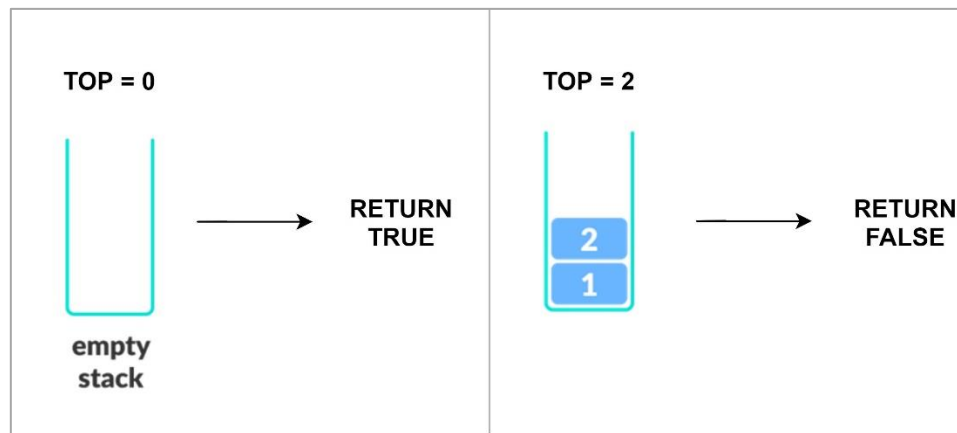 TOP = 0
RETURN
TRUE
empty
stack
TOP = 2
2
1
RETURN
FALSE